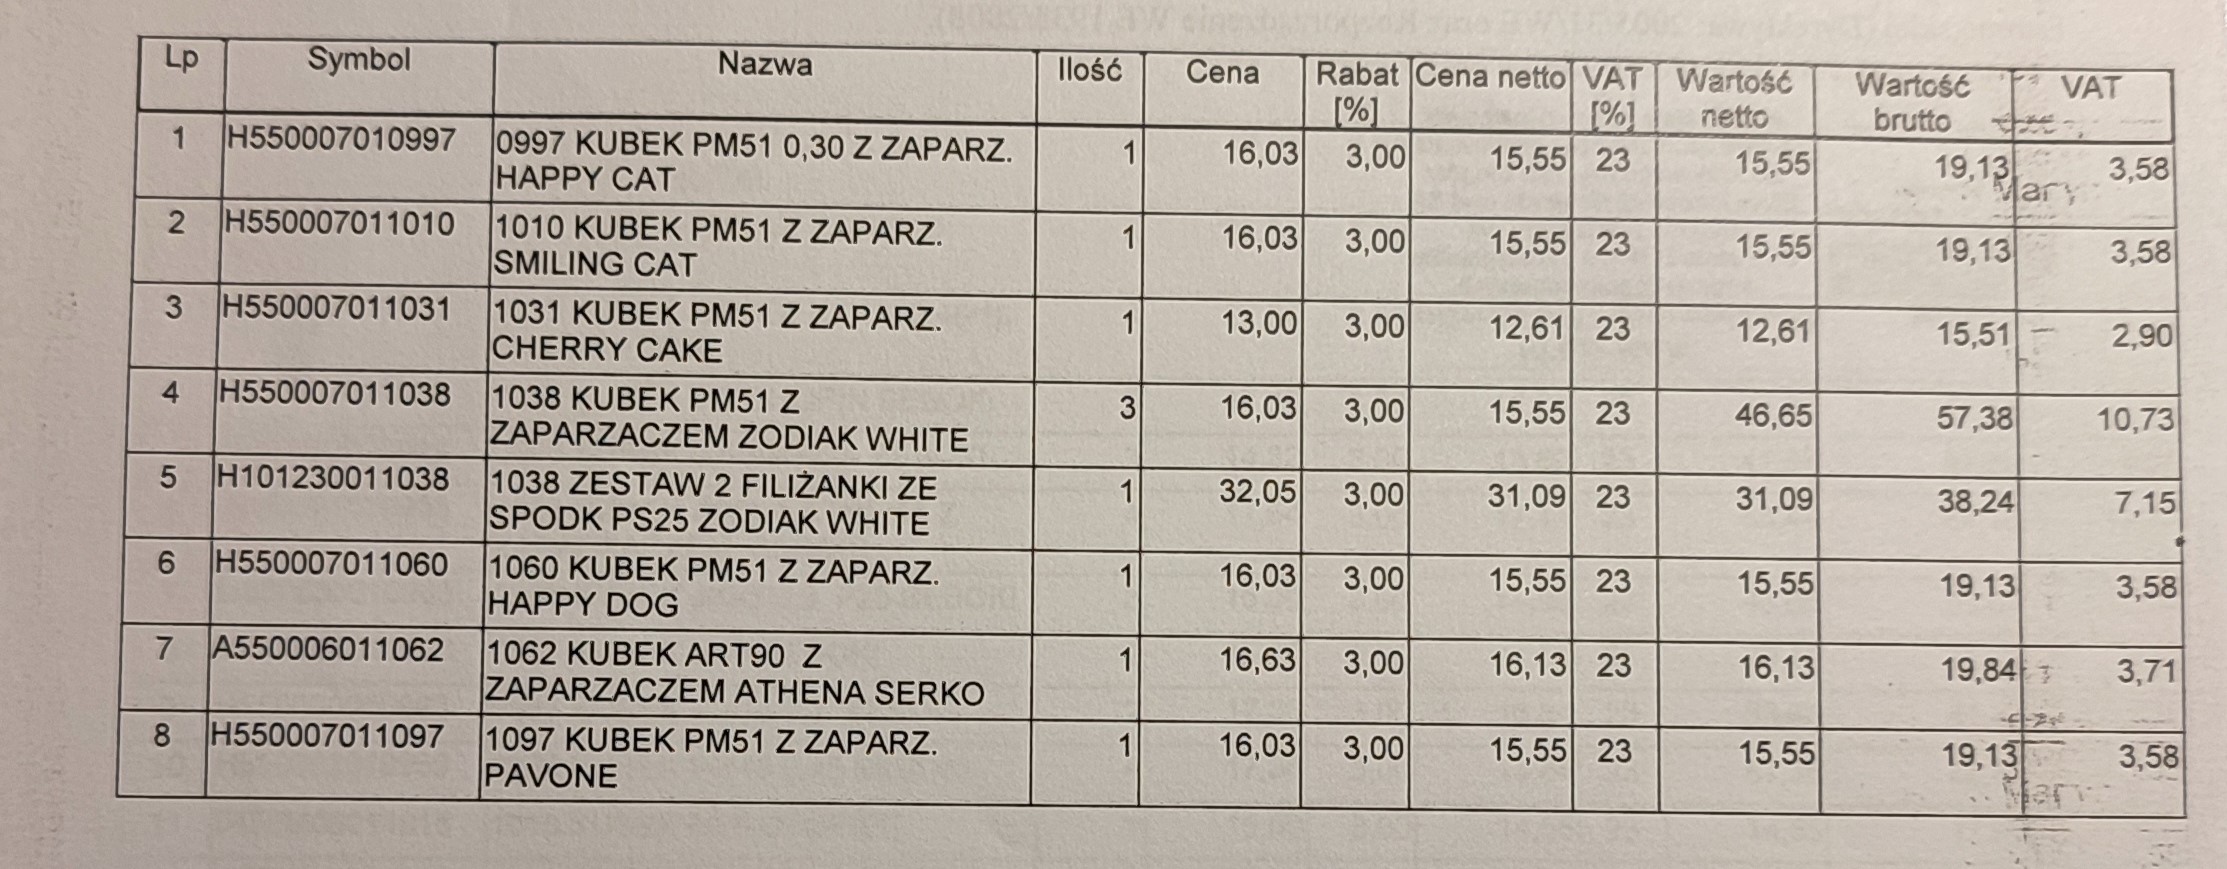 Lp Symbol Nazwa Ilość Cena Rabat [%] Cena netto VAT [%] Wartość netto Wartość brutto VAT
1 H550007010997 0997 KUBEK PM51 0,30 Z ZAPARZ. 1 16,03 3,00 15,55 23 15,55 19,13 3,58
HAPPY CAT
2 H550007011010 1010 KUBEK PM51 Z ZAPARZ. 1 16,03 3,00 15,55 23 15,55 19,13 3,58
SMILING CAT
3 H550007011031 1031 KUBEK PM51 Z ZAPARZ. 1 13,00 3,00 12,61 23 12,61 15,51 2,90
CHERRY CAKE
4 H550007011038 1038 KUBEK PM51 Z 3 16,03 3,00 15,55 23 46,65 57,38 10,73
ZAPARZACZEM ZODIAK WHITE
5 H101230011038 1038 ZESTAW 2 FILIŻANKI ZE 1 32,05 3,00 31,09 23 31,09 38,24 7,15
SPODK PS25 ZODIAK WHITE
6 H550007011060 1060 KUBEK PM51 Z ZAPARZ. 1 16,03 3,00 15,55 23 15,55 19,13 3,58
HAPPY DOG
7 A550006011062 1062 KUBEK ART90 Z 1 16,63 3,00 16,13 23 16,13 19,84 3,71
ZAPARZACZEM ATHENA SERKO
8 H550007011097 1097 KUBEK PM51 Z ZAPARZ. 1 16,03 3,00 15,55 23 15,55 19,13 3,58
PAVONE